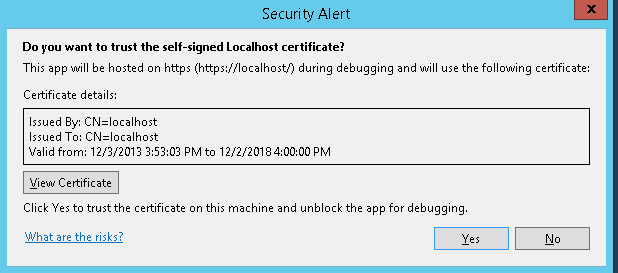 Security Alert
x
Do you want to trust the self-signed Localhost certificate?
This app will be hosted on https (https://localhost/) during debugging and will use the following certificate:
Certificate details:
Issued By: CN=localhost
Issued To: CN=localhost
Valid from: 12/3/2013 3:53:03 PM to 12/2/2018 4:00:00 PM
View Certificate
Click Yes to trust the certificate on this machine and unblock the app for debugging.
What are the risks?
Yes
No